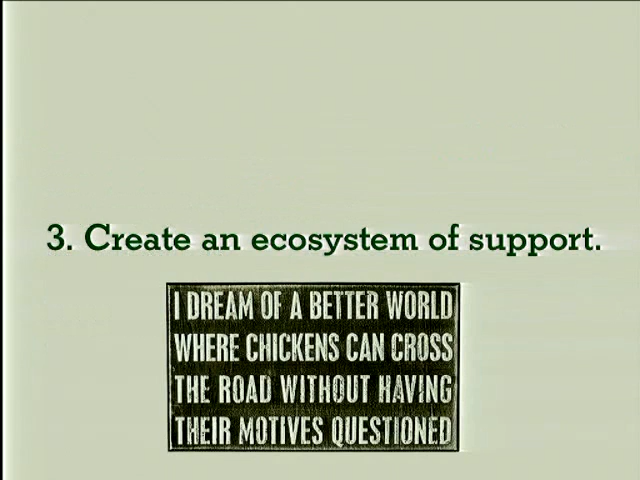 3. Create an ecosystem of support.
I DREAM OF A BETTER WORLD
WHERE CHICKENS CAN CROSS
THE ROAD WITHOUT HAVING
THEIR MOTIVES QUESTIONED